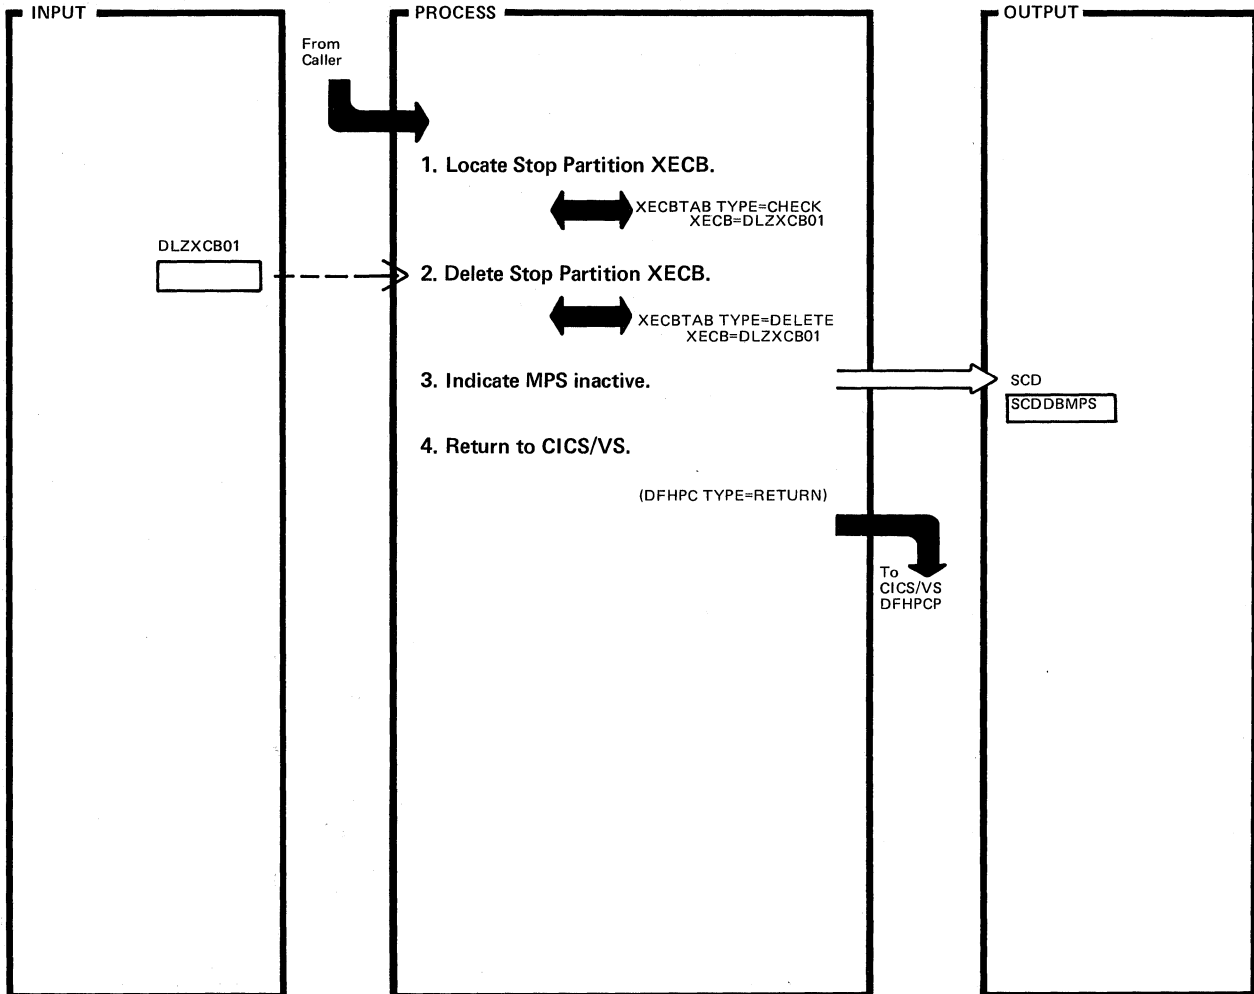 INPUT
PROCESS
OUTPUT
From
Caller
1. Locate Stop Partition XECB.
XECBTAB TYPE=CHECK
XECB=DLZXCB01
DLZXCB01
2. Delete Stop Partition XECB.
XECBTAB TYPE=DELETE
XECB=DLZXCB01
3. Indicate MPS inactive.
SCD
SCDDBMPS
4. Return to CICS/VS.
(DFHPC TYPE=RETURN)
To
CICS/VS
DFHPCP